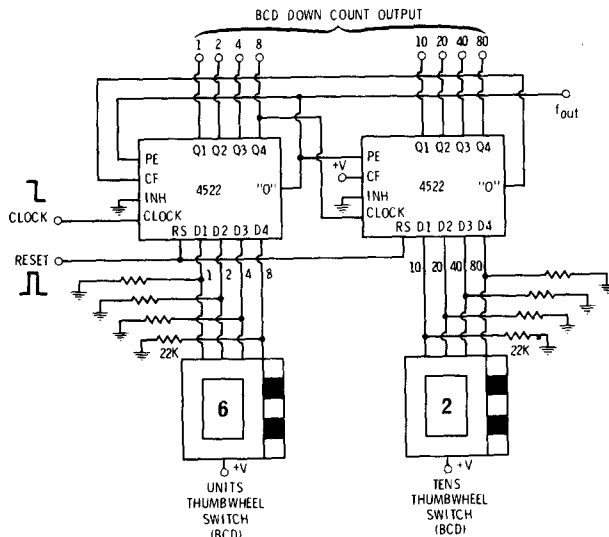 BCD DOWN COUNT OUTPUT
1 2 4 8 10 20 40 80
f out
Q1 Q2 Q3 Q4 Q1 Q2 Q3 Q4
PE 4522 "0" PE 4522 "0"
CF +V CF
INH INH
CLOCK CLOCK CLOCK
RS D1 D2 D3 D4 RS D1 D2 D3 D4
RESET
1 2 4 8 10 20 40 80
22K 22K
6 2
+V +V
UNITS TENS
THUMBWHEEL THUMBWHEEL
SWITCH SWITCH
(BCD) (BCD)